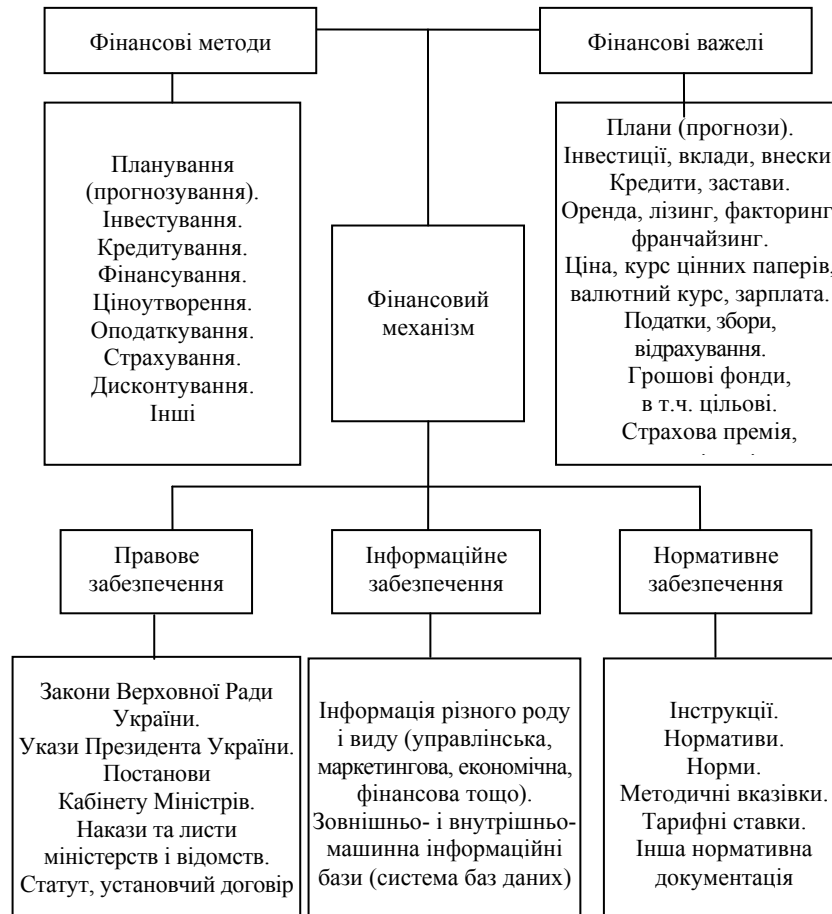 Фінансові методи
Фінансові важелі
Планування
(прогнозування).
Інвестування.
Кредитування.
Фінансування.
Ціноутворення.
Оподаткування.
Страхування.
Дисконтування.
Інші
Фінансовий
механізм
Плани (прогнози).
Інвестиції, вклади, внески
Кредити, застави.
Оренда, лізинг, факторинг
франчайзинг.
Ціна, курс цінних паперів,
валютний курс, зарплата.
Податки, збори,
відрахування.
Грошові фонди,
в т.ч. цільові.
Страхова премія,
Правове
забезпечення
Інформаційне
забезпечення
Нормативне
забезпечення
Закони Верховної Ради
України.
Укази Президента України.
Постанови
Кабінету Міністрів.
Накази та листи
міністерств і відомств.
Статут, установчий договір
Інформація різного роду
і виду (управлінська,
маркетингова, економічна,
фінансова тощо).
Зовнішньо- і внутрішньо-
машинна інформаційні
бази (система баз даних)
Інструкції.
Нормативи.
Норми.
Методичні вказівки.
Тарифні ставки.
Інша нормативна
документація